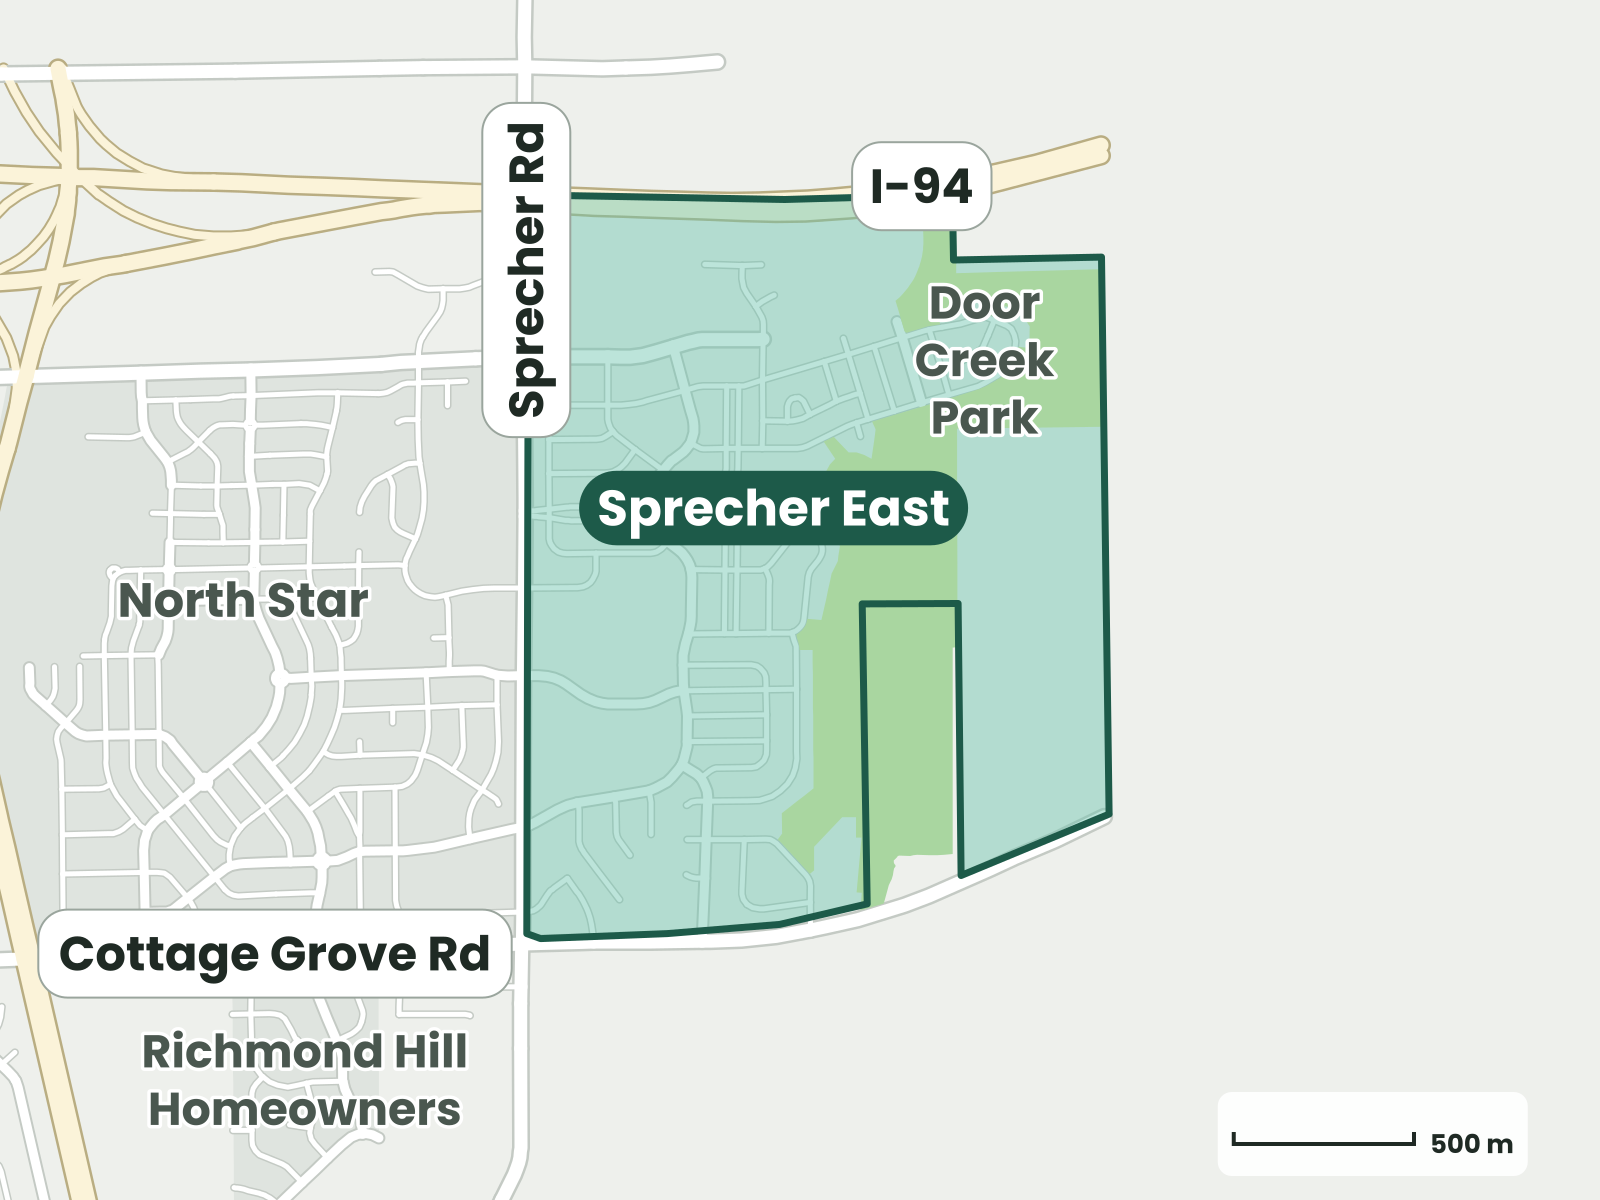 Sprecher Rd
I-94
Door
Creek
Park
Sprecher East
North Star
Cottage Grove Rd
Richmond Hill
Homeowners
500 m